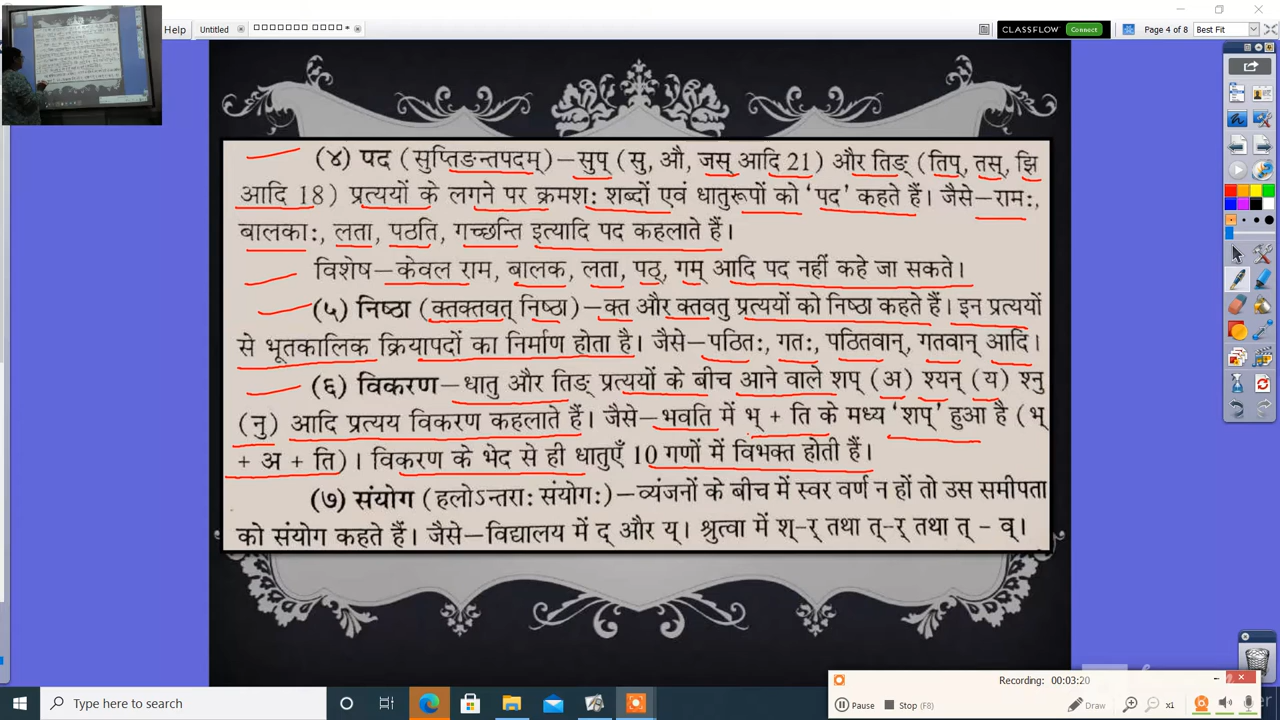 Help Untitled CLASSFLOW Connect Page 4 of 8 Best Fit
(४) पद (सुप्तिङन्तपदम्)–सुप् (सु, औ, जस् आदि 21) और तिङ् (तिप्, तस्, झि
आदि 18) प्रत्ययों के लगने पर क्रमशः शब्दों एवं धातुरूपों को ‘पद’ कहते हैं। जैसे–रामः,
बालकाः, लता, पठति, गच्छन्ति इत्यादि पद कहलाते हैं।
विशेष–केवल राम, बालक, लता, पठ्, गम् आदि पद नहीं कहे जा सकते।
(५) निष्ठा (क्तक्तवत् निष्ठा)–क्त और क्तवतु प्रत्ययों को निष्ठा कहते हैं। इन प्रत्ययों
से भूतकालिक क्रियापदों का निर्माण होता है। जैसे–पठितः, गतः, पठितवान्, गतवान् आदि।
(६) विकरण–धातु और तिङ् प्रत्ययों के बीच आने वाले शप् (अ) श्यन् (य) श्नु
(नु) आदि प्रत्यय विकरण कहलाते हैं। जैसे–भवति में भ् + ति के मध्य ‘शप्’ हुआ है (भ्
+ अ + ति)। विकरण के भेद से ही धातुएँ 10 गणों में विभक्त होती हैं।
(७) संयोग (हलोऽन्तराः संयोगः)–व्यंजनों के बीच में स्वर वर्ण न हों तो उस समीपता
को संयोग कहते हैं। जैसे–विद्यालय में द् और य्। श्रुत्वा में श्-र् तथा त्-र् तथा त् - व्।
Recording: 00:03:20
Pause Stop (F8) Draw x1
Type here to search